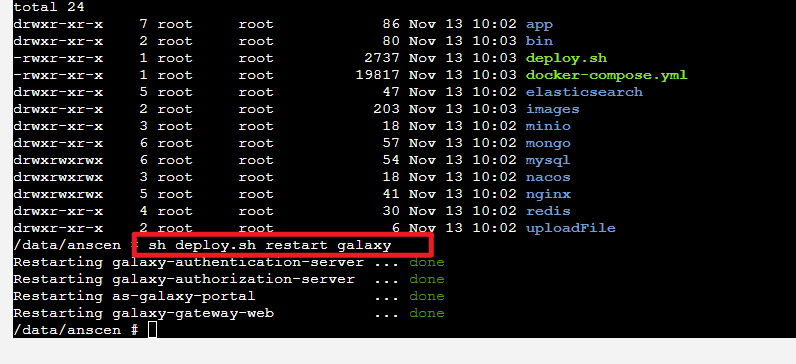 total 24
drwxr-xr-x 7 root root 86 Nov 13 10:02 app
drwxr-xr-x 2 root root 80 Nov 13 10:03 bin
-rwxr-xr-x 1 root root 2737 Nov 13 10:03 deploy.sh
-rwxr-xr-x 1 root root 19817 Nov 13 10:03 docker-compose.yml
drwxr-xr-x 5 root root 47 Nov 13 10:02 elasticsearch
drwxr-xr-x 2 root root 203 Nov 13 10:03 images
drwxr-xr-x 3 root root 18 Nov 13 10:02 minio
drwxr-xr-x 6 root root 57 Nov 13 10:02 mongo
drwxrwxrwx 6 root root 54 Nov 13 10:02 mysql
drwxrwxrwx 3 root root 18 Nov 13 10:02 nacos
drwxrwxrwx 5 root root 41 Nov 13 10:02 nginx
drwxr-xr-x 4 root root 30 Nov 13 10:02 redis
drwxr-xr-x 2 root root 6 Nov 13 10:02 uploadFile
/data/anscen # sh deploy.sh restart galaxy
Restarting galaxy-authentication-server ... done
Restarting galaxy-authorization-server ... done
Restarting as-galaxy-portal ... done
Restarting galaxy-gateway-web ... done
/data/anscen #